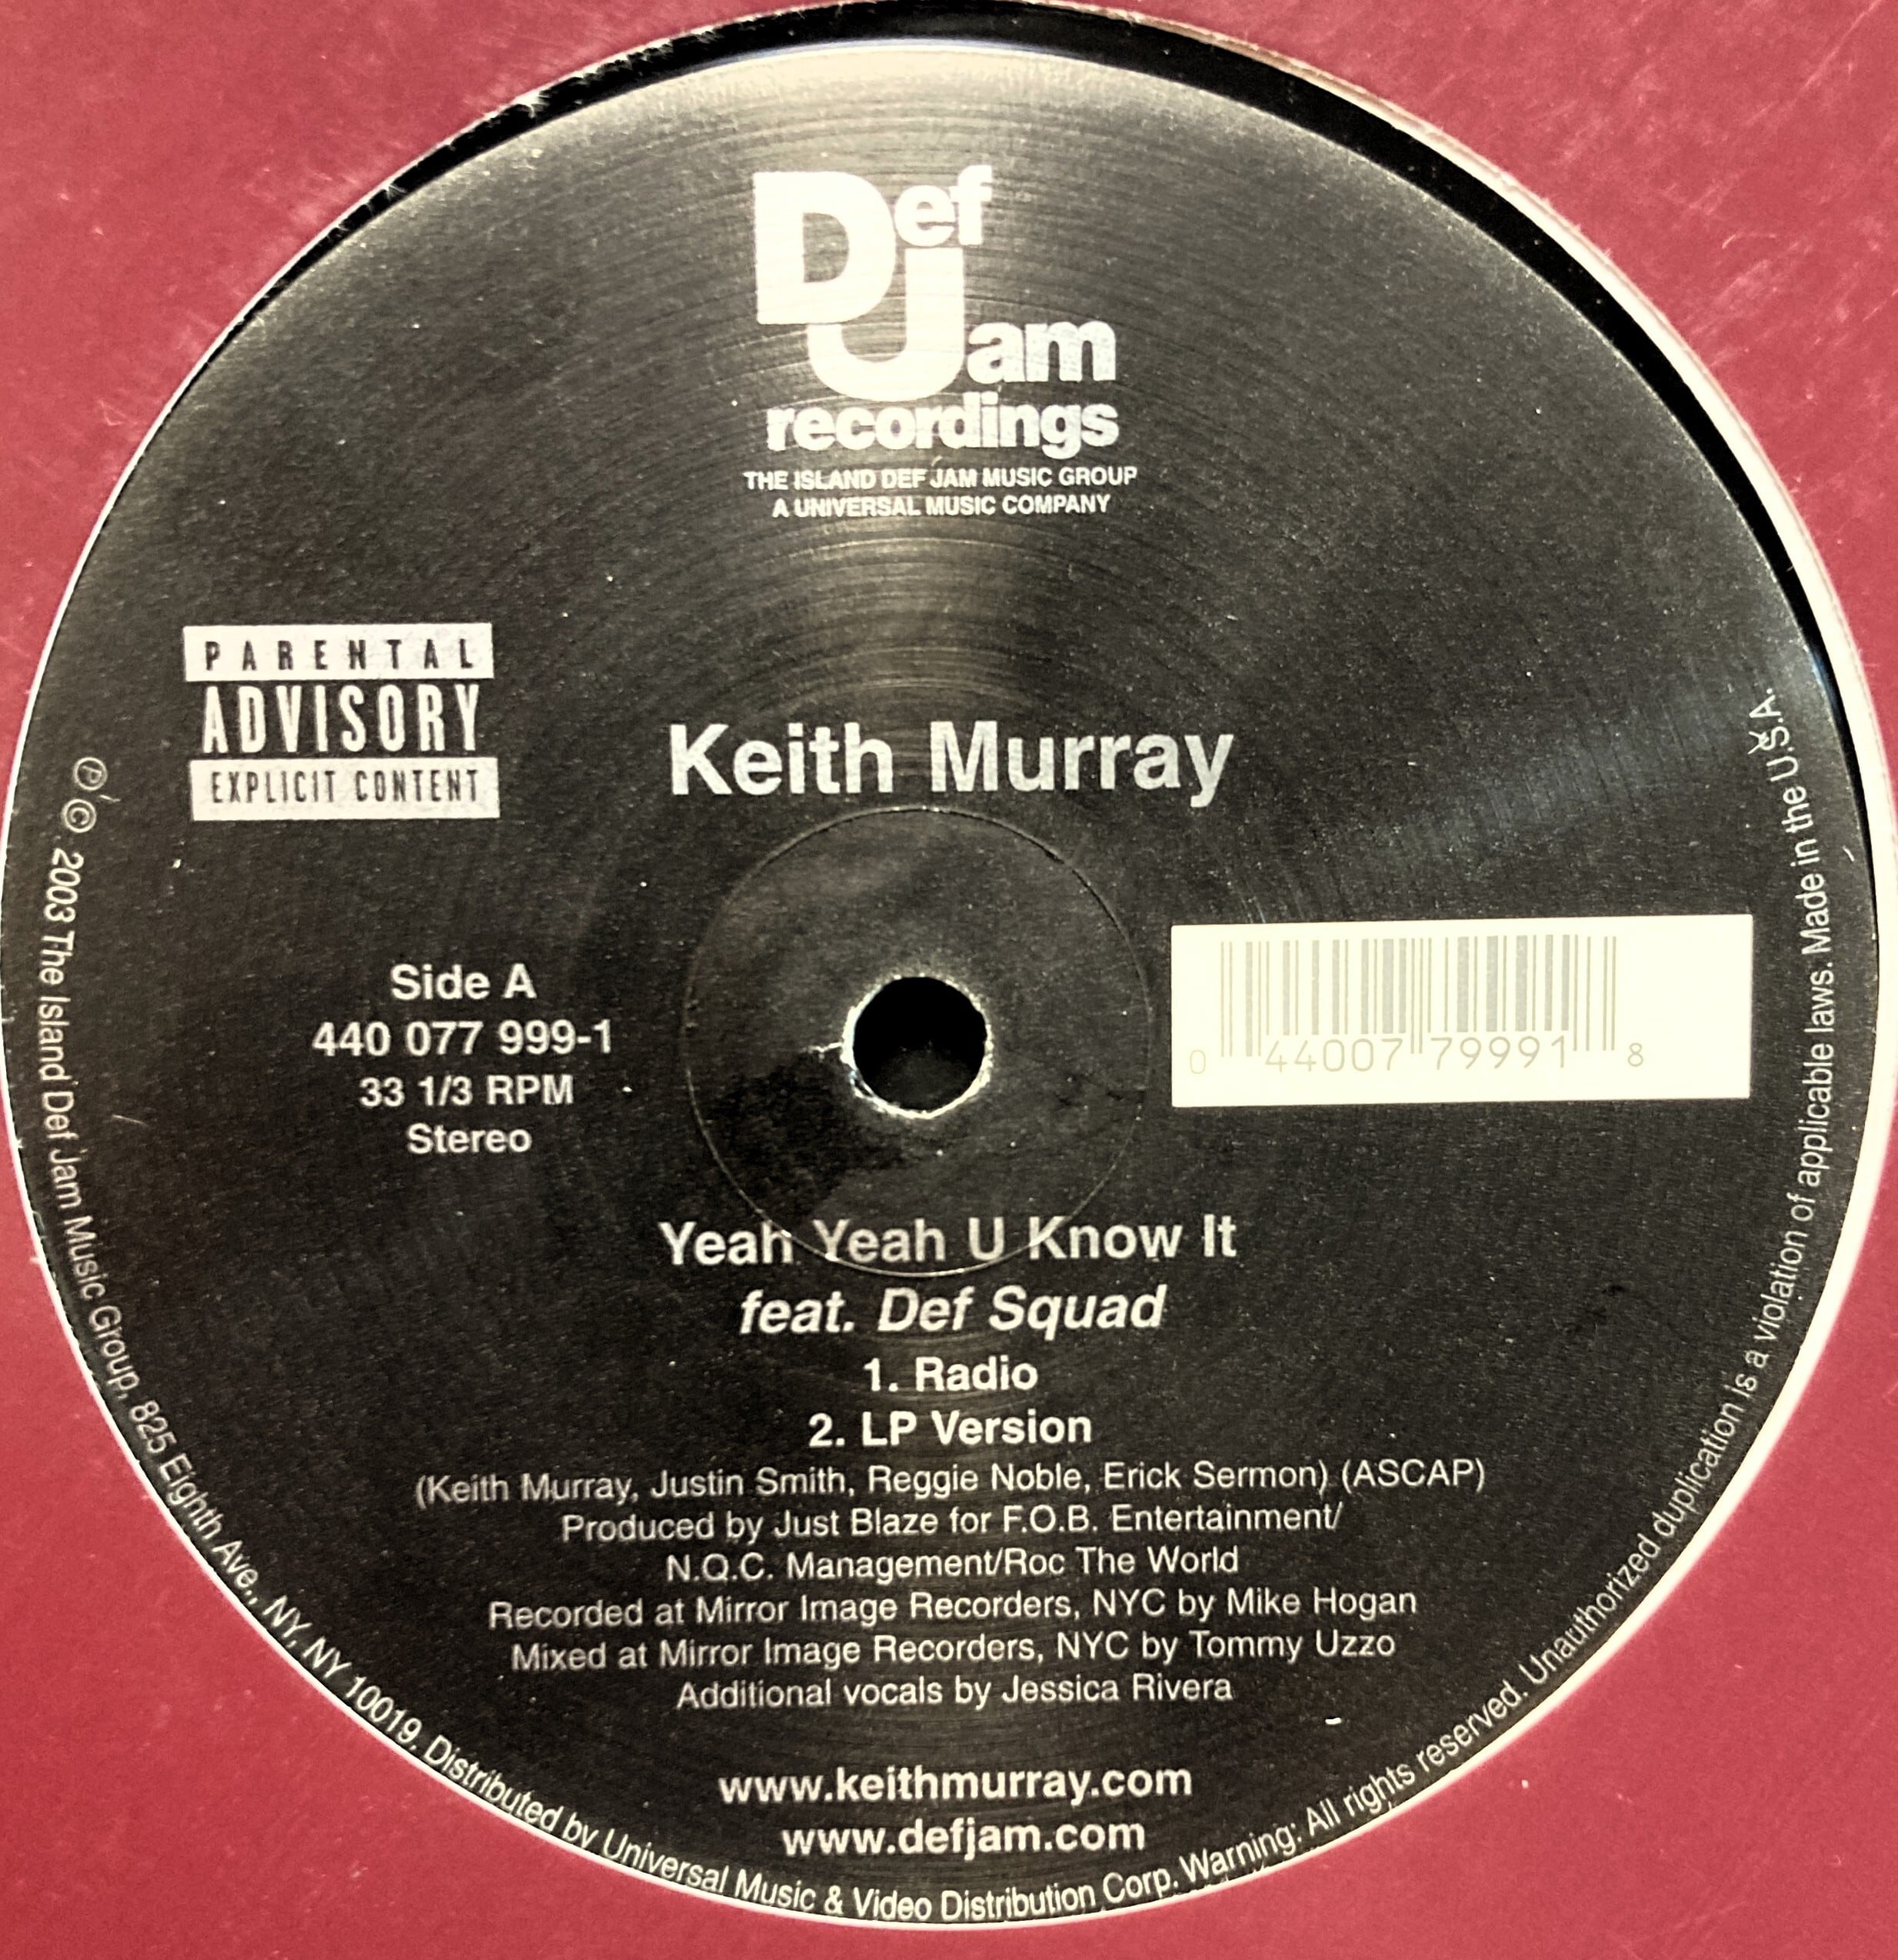 Def Jam
recordings
THE ISLAND DEF JAM MUSIC GROUP
A UNIVERSAL MUSIC COMPANY
PARENTAL
ADVISORY
EXPLICIT CONTENT
Keith Murray
Side A
440 077 999-1
33 1/3 RPM
Stereo
0 44007 79991 8
Yeah Yeah U Know It
feat. Def Squad
1. Radio
2. LP Version
(Keith Murray, Justin Smith, Reggie Noble, Erick Sermon) (ASCAP)
Produced by Just Blaze for F.O.B. Entertainment/
N.Q.C. Management/Roc The World
Recorded at Mirror Image Recorders, NYC by Mike Hogan
Mixed at Mirror Image Recorders, NYC by Tommy Uzzo
Additional vocals by Jessica Rivera
www.keithmurray.com
www.defjam.com
℗ © 2003 The Island Def Jam Music Group, 825 Eighth Ave., NY, NY 10019. Distributed by Universal Music & Video Distribution Corp. Warning: All rights reserved. Unauthorized duplication is a violation of applicable laws. Made in the U.S.A.